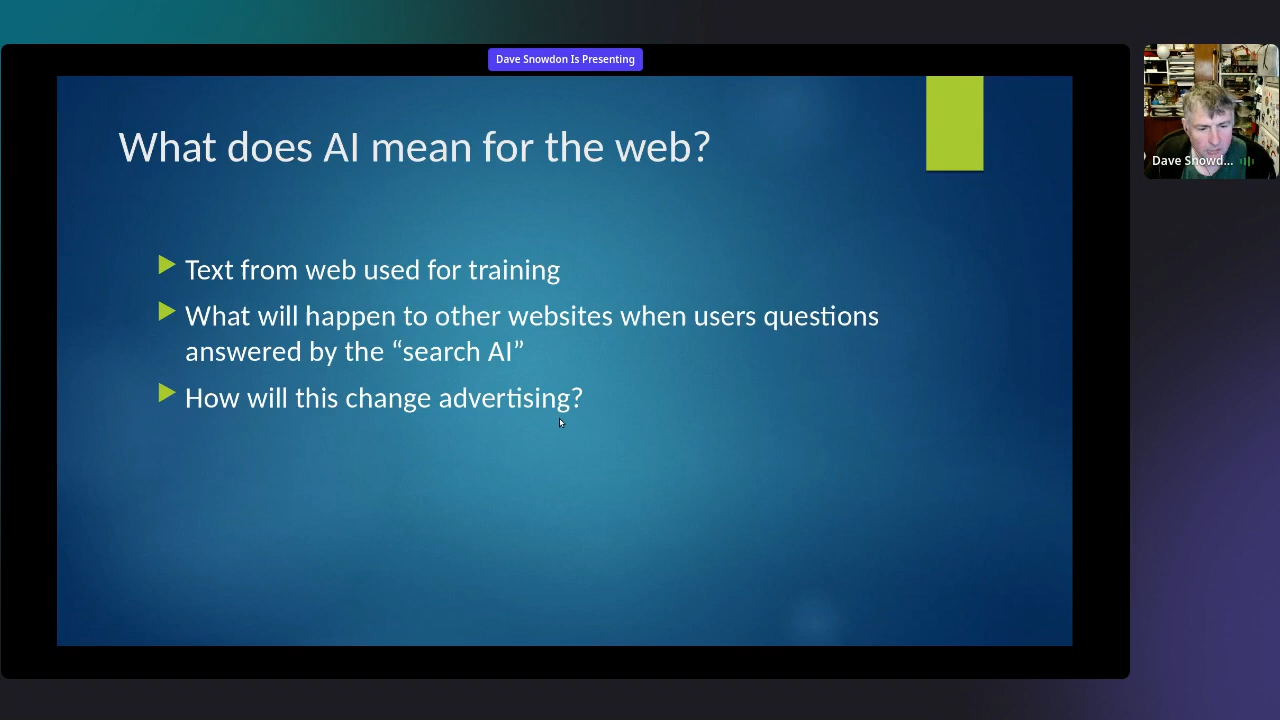 Dave Snowdon Is Presenting
What does AI mean for the web?
Text from web used for training
What will happen to other websites when users questions
answered by the “search AI”
How will this change advertising?
Dave Snowd...